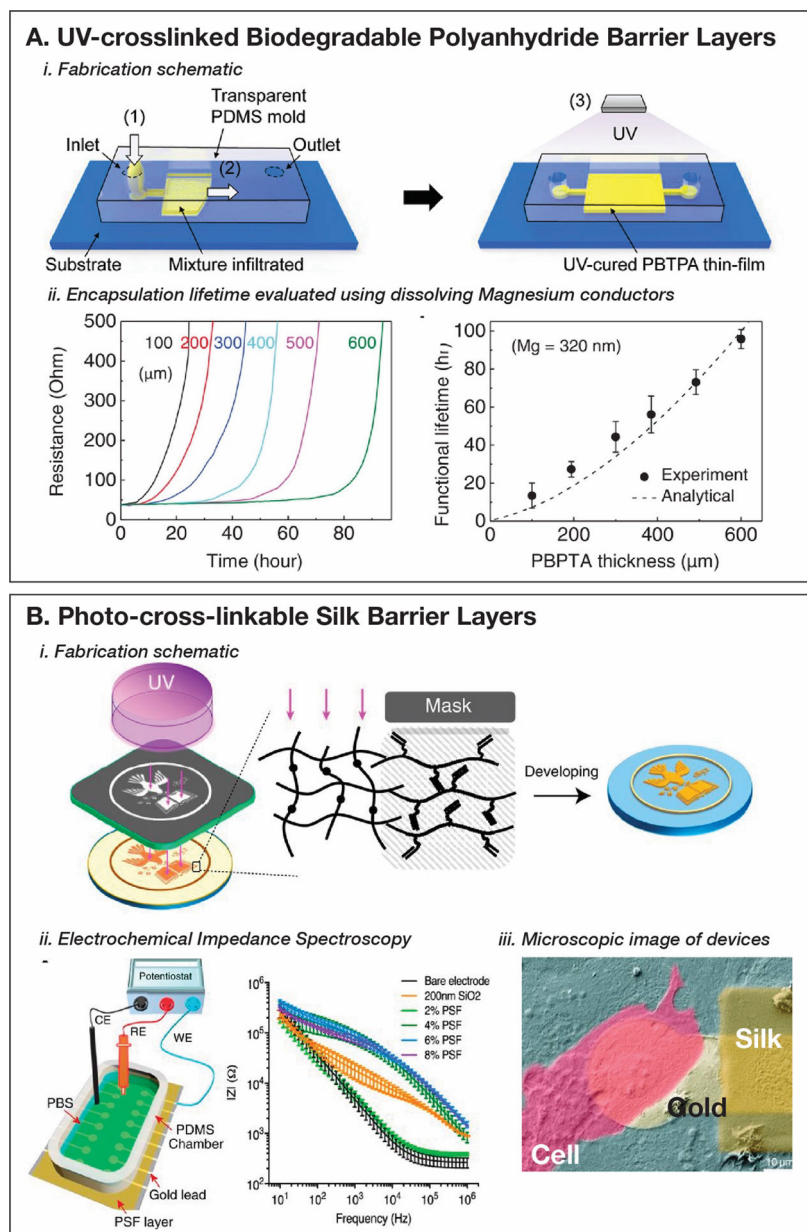 A. UV-crosslinked Biodegradable Polyanhydride Barrier Layers
i. Fabrication schematic
(1)
Transparent
PDMS mold
Inlet
(2)
Outlet
Substrate
Mixture infiltrated
(3)
UV
UV-cured PBTPA thin-film
ii. Encapsulation lifetime evaluated using dissolving Magnesium conductors
500
400
300
200
100
0
Resistance (Ohm)
100
(μm)
200
300
400
500
600
0
20
40
60
80
Time (hour)
100
80
60
40
20
0
Functional lifetime (hr)
(Mg = 320 nm)
Experiment
Analytical
0
200
400
600
PBPTA thickness (μm)
B. Photo-cross-linkable Silk Barrier Layers
i. Fabrication schematic
UV
Mask
Developing
ii. Electrochemical Impedance Spectroscopy
Potentiostat
CE
RE
WE
PBS
PDMS
Chamber
Gold lead
PSF layer
10⁶
10⁵
10⁴
10³
10²
|Z| (Ω)
Bare electrode
200nm SiO2
2% PSF
4% PSF
6% PSF
8% PSF
10¹
10²
10³
10⁴
10⁵
10⁶
Frequency (Hz)
iii. Microscopic image of devices
Silk
Gold
Cell
10 μm